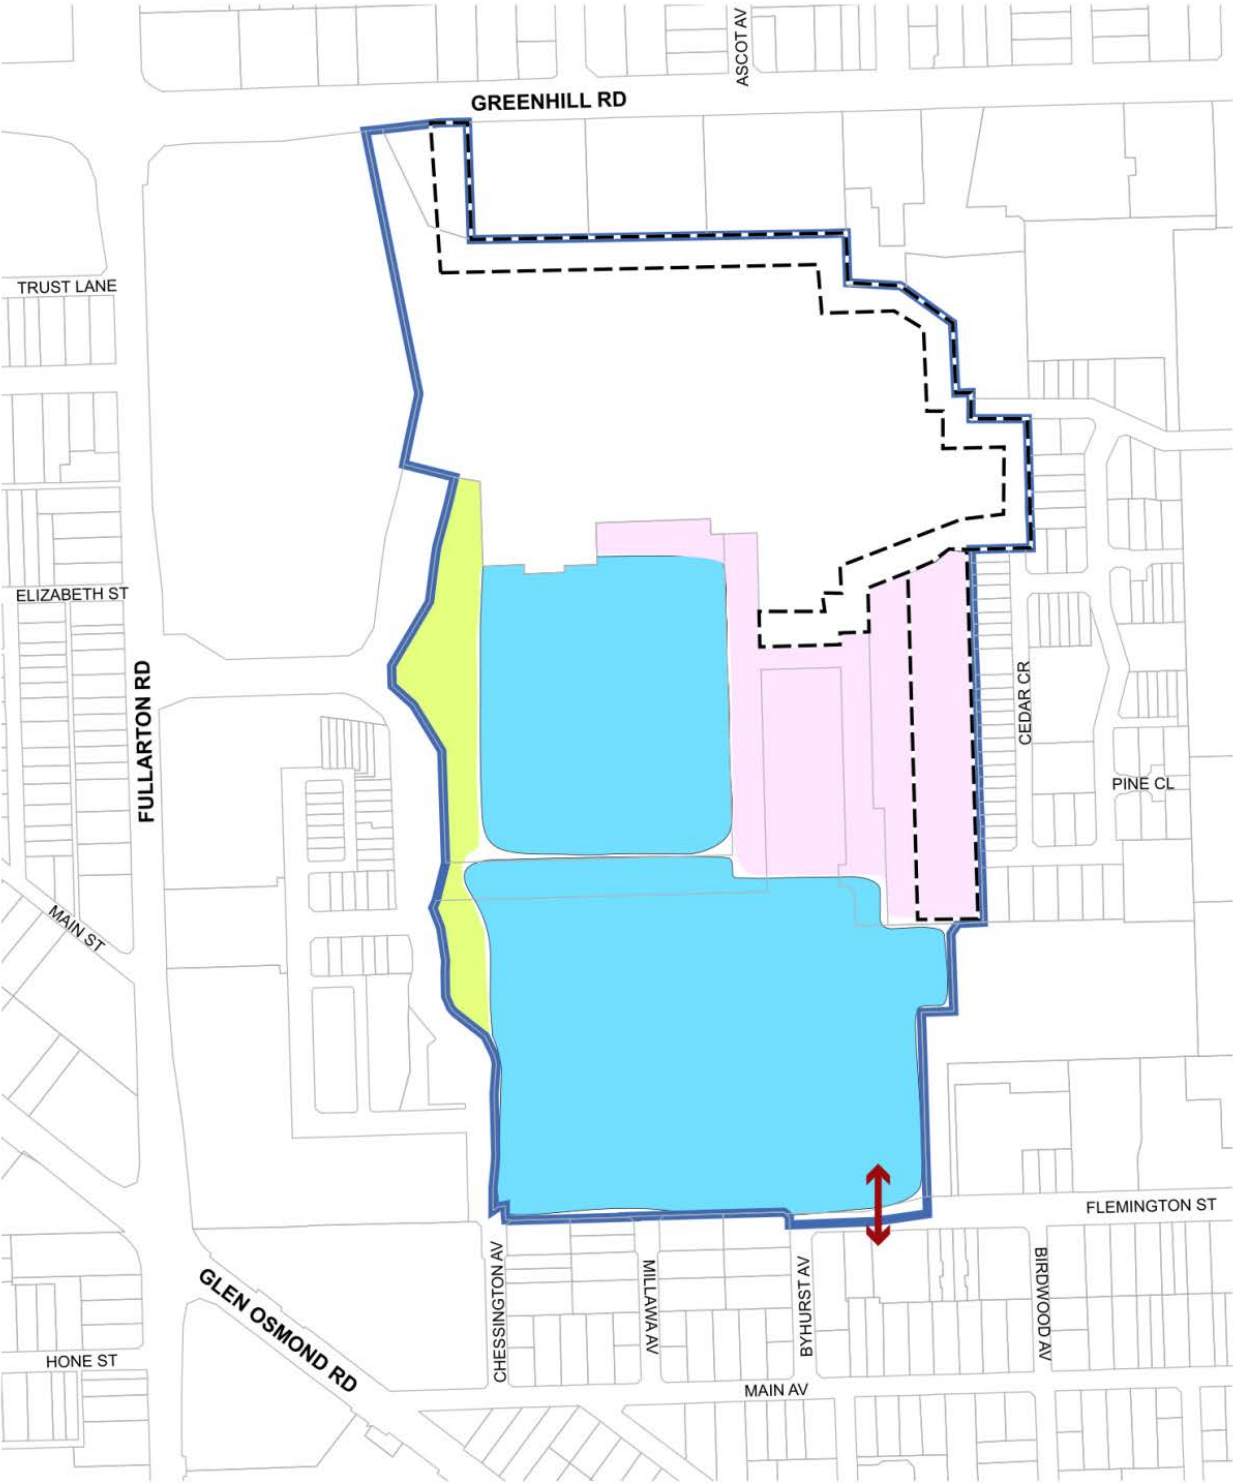 ASCOT AV
GREENHILL RD
TRUST LANE
ELIZABETH ST
FULLARTON RD
CEDAR CR
PINE CL
MAIN ST
FLEMINGTON ST
CHESSINGTON AV
MILLAWA AV
BYHURST AV
BIRDWOOD AV
GLEN OSMOND RD
HONE ST
MAIN AV